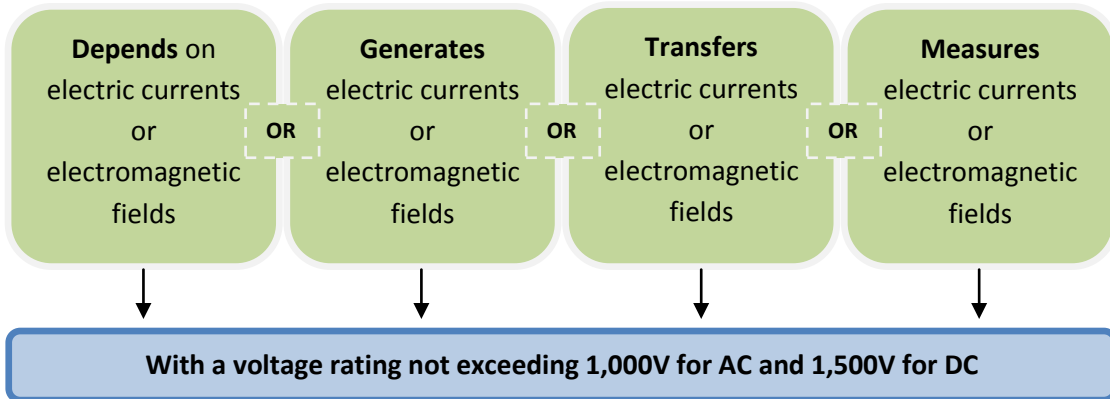 Depends on
electric currents
or
electromagnetic
fields
OR
Generates
electric currents
or
electromagnetic
fields
OR
Transfers
electric currents
or
electromagnetic
fields
OR
Measures
electric currents
or
electromagnetic
fields
With a voltage rating not exceeding 1,000V for AC and 1,500V for DC